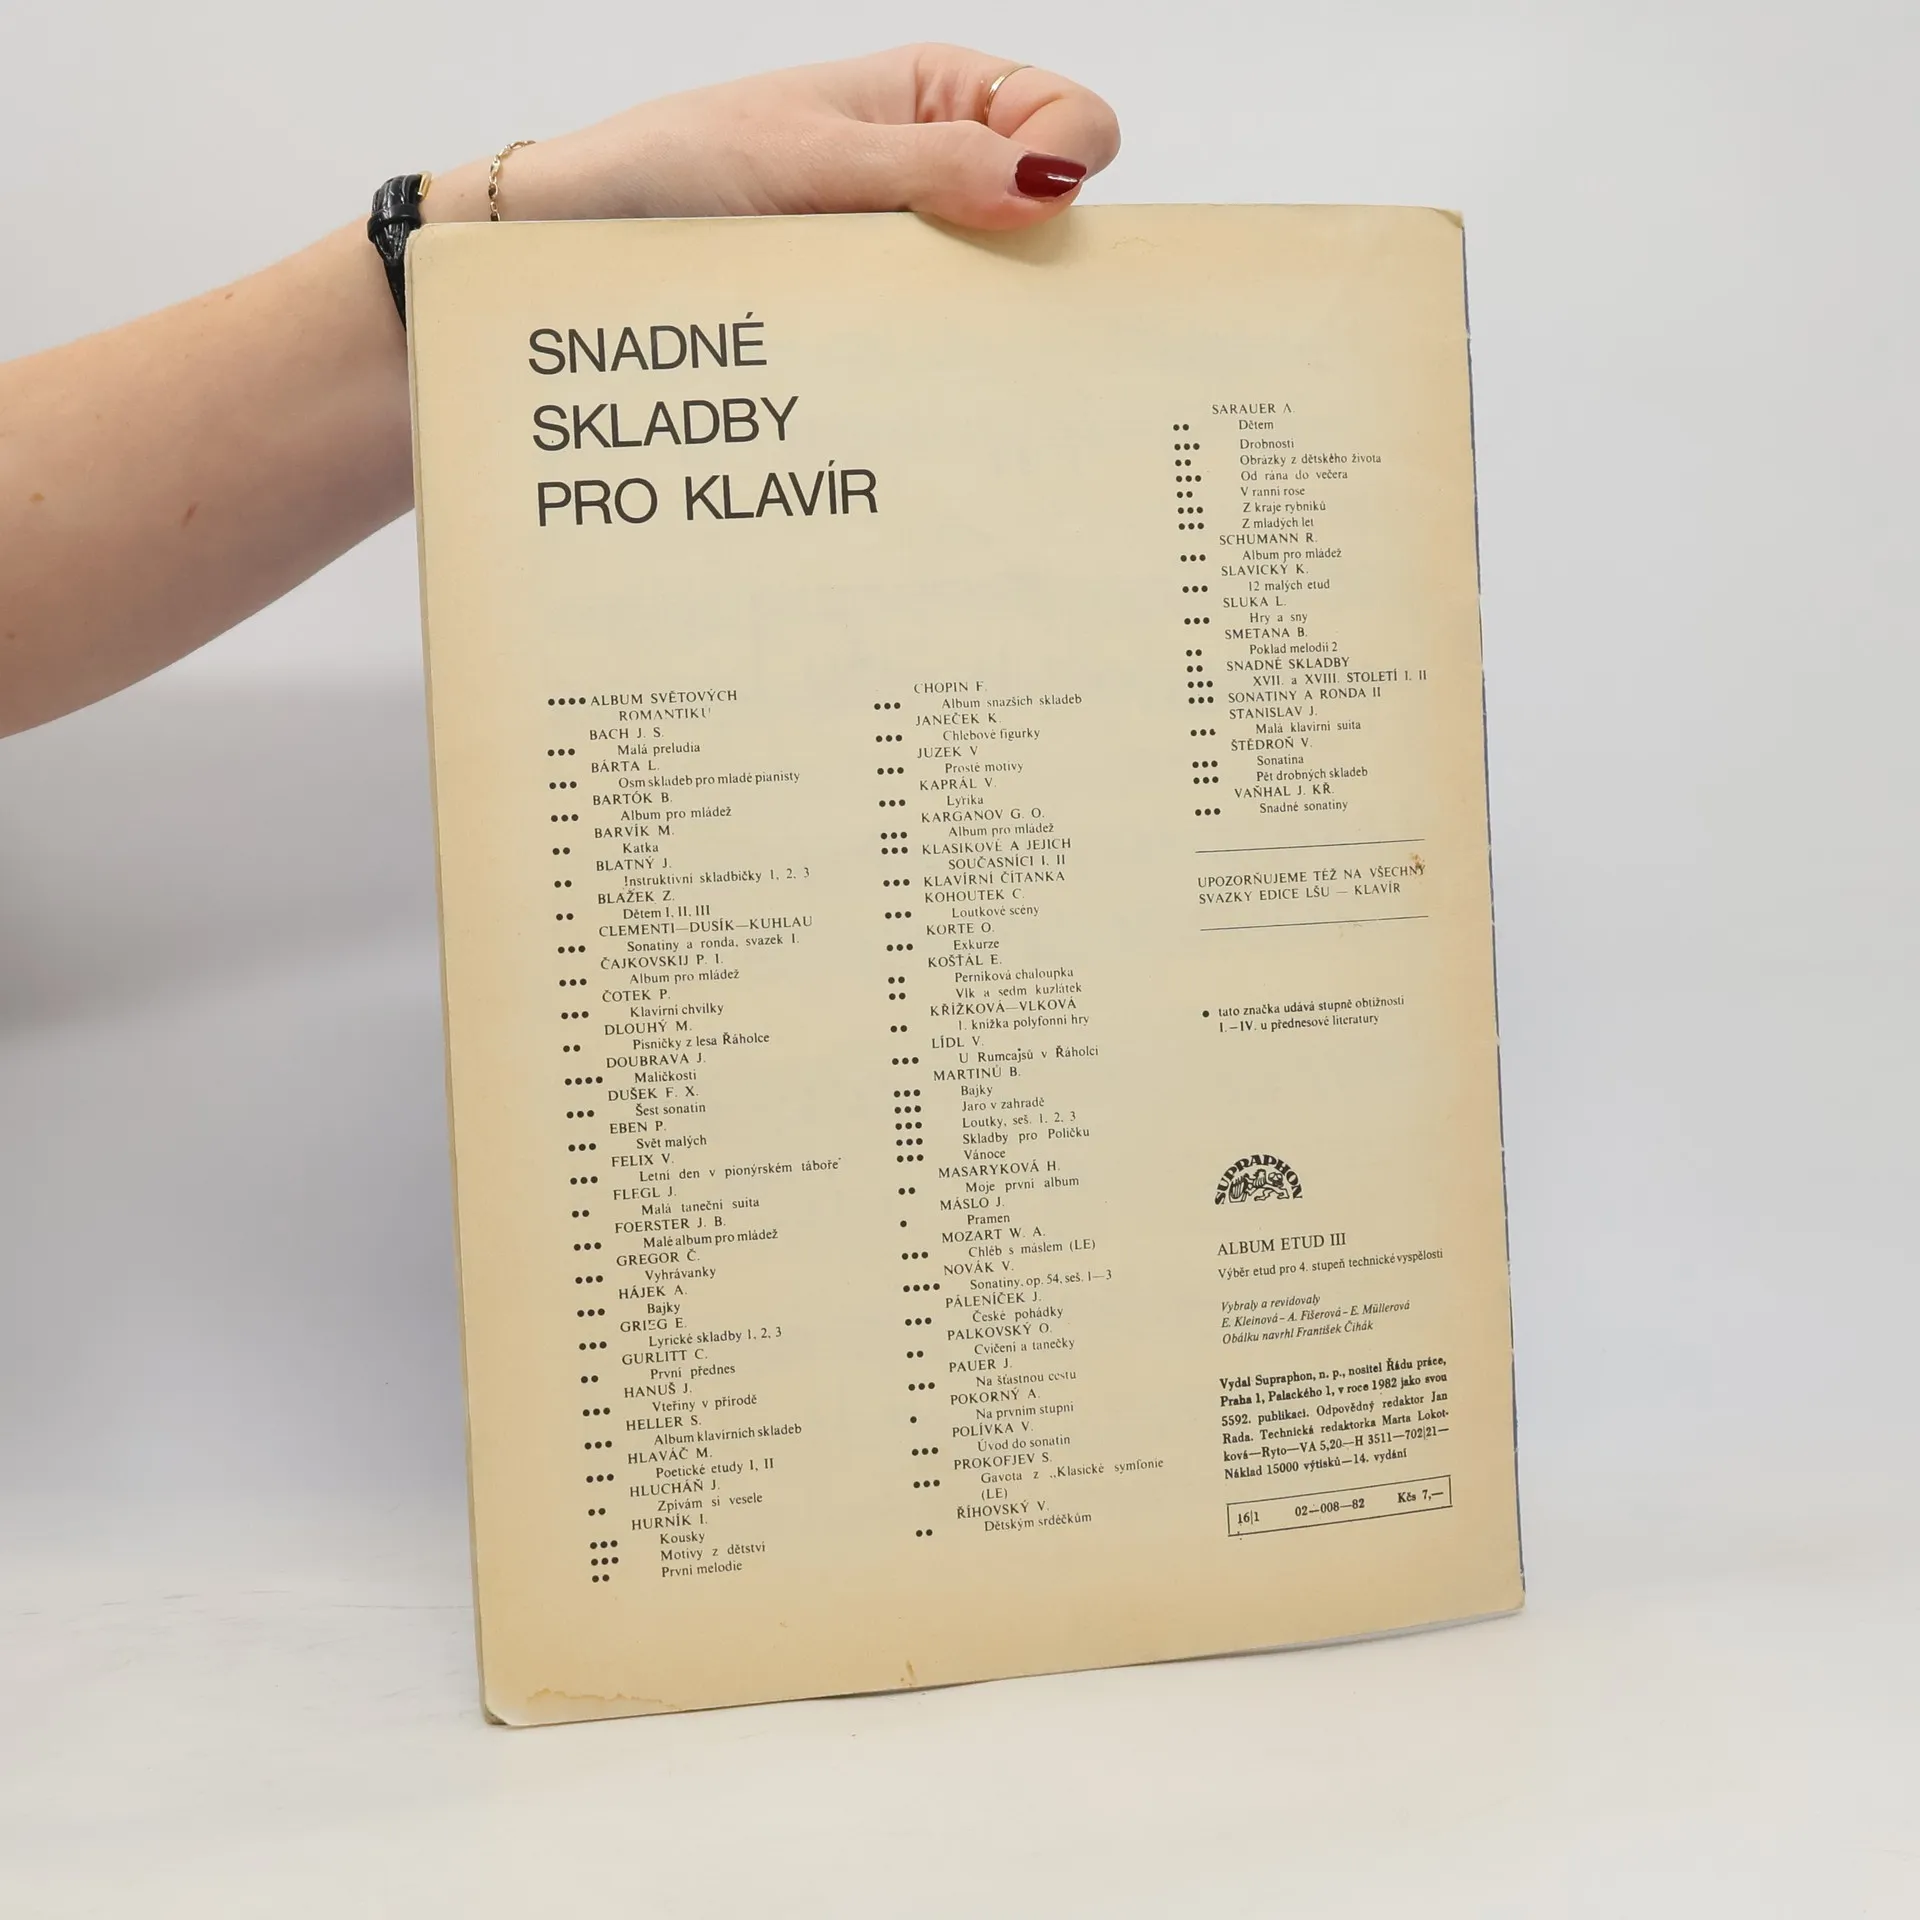 SNADNÉ
SKLADBY
PRO KLAVÍR
●●●● ALBUM SVĚTOVÝCH
ROMANTIKU
BACH J. S.
●●● Malá preludia
BÁRTA L.
●●● Osm skladeb pro mladé pianisty
BARTÓK B.
●●● Album pro mládež
BARVÍK M.
●● Katka
BLATNÝ J.
●● Instruktivní skladbičky 1, 2, 3
BLAŽEK Z.
●● Dětem I, II, III
CLEMENTI—DUSÍK—KUHLAU
●●● Sonatiny a ronda, svazek I.
ČAJKOVSKIJ P. I.
●●● Album pro mládež
ČOTEK P.
●●● Klavírní chvilky
DLOUHÝ M.
●● Písničky z lesa Řáholce
DOUBRAVA J.
●●●● Maličkosti
DUŠEK F. X.
●●● Šest sonatin
EBEN P.
●●● Svět malých
FELIX V.
●●● Letní den v pionýrském táboře
FLEGL J.
●● Malá taneční suita
FOERSTER J. B.
●●● Malé album pro mládež
GREGOR Č.
●●● Vyhrávanky
HÁJEK A.
●●● Bajky
GRIEG E.
●●● Lyrické skladby 1, 2, 3
GURLITT C.
●● První přednes
HANUŠ J.
●●● Vteřiny v přírodě
HELLER S.
●●● Album klavírních skladeb
HLAVÁČ M.
●●● Poetické etudy I, II
HLUCHÁŇ J.
●● Zpívám si vesele
HURNÍK I.
●●● Kousky
●●● Motivy z dětství
●● První melodie
CHOPIN F.
●●● Album snazších skladeb
JANEČEK K.
●●● Chlebové figurky
JUZEK V
●●● Prosté motivy
KAPRÁL V.
●●● Lyrika
KARGANOV G. O.
●●● Album pro mládež
●●● KLASIKOVÉ A JEJICH
SOUČASNÍCI I, II
●●● KLAVÍRNÍ ČÍTANKA
KOHOUTEK C.
●●● Loutkové scény
KORTE O.
●●● Exkurze
KOŠŤÁL E.
●● Perníková chaloupka
●● Vlk a sedm kuzlátek
KŘÍŽKOVÁ—VLKOVÁ
●● 1. knížka polyfonní hry
LÍDL V.
●●● U Rumcajsů v Řáholci
MARTINŮ B.
●●● Bajky
●●● Jaro v zahradě
●●● Loutky, seš. 1, 2, 3
●●● Skladby pro Poličku
●●● Vánoce
MASARYKOVÁ H.
●● Moje první album
MÁSLO J.
● Pramen
MOZART W. A.
●●● Chléb s máslem (LE)
NOVÁK V.
●●●● Sonatiny, op. 54, seš. 1—3
PÁLENÍČEK J.
●●● České pohádky
PALKOVSKÝ O.
●● Cvičení a tanečky
PAUER J.
●●● Na šťastnou cestu
POKORNÝ A.
● Na prvním stupni
POLÍVKA V.
●●● Úvod do sonatin
PROKOFJEV S.
●●● Gavota z „Klasické symfonie
(LE)
ŘÍHOVSKÝ V.
●● Dětským srdéčkům
SARAUER A.
●● Dětem
●●● Drobnosti
●● Obrázky z dětského života
●●● Od rána do večera
●● V ranní rose
●●● Z kraje rybníků
●●● Z mladých let
SCHUMANN R.
●●● Album pro mládež
SLAVICKÝ K.
●●● 12 malých etud
SLUKA L.
●●● Hry a sny
SMETANA B.
●● Poklad melodií 2
●● SNADNÉ SKLADBY
●●● XVII. a XVIII. STOLETÍ I, II
●●● SONATINY A RONDA II
STANISLAV J.
●●● Malá klavírní suita
ŠTĚDROŇ V.
●●● Sonatina
●●● Pět drobných skladeb
VAŇHAL J. KŘ.
●●● Snadné sonatiny
UPOZORŇUJEME TÉŽ NA VŠECHNY
SVAZKY EDICE LŠU — KLAVÍR
● tato značka udává stupně obtížnosti
I.—IV. u přednesové literatury
SUPRAPHON
ALBUM ETUD III
Výběr etud pro 4. stupeň technické vyspělosti
Vybraly a revidovaly
E. Kleinová – A. Fišerová – E. Müllerová
Obálku navrhl František Čihák
Vydal Supraphon, n. p., nositel Řádu práce,
Praha 1, Palackého 1, v roce 1982 jako svou
5592. publikaci. Odpovědný redaktor Jan
Rada. Technická redaktorka Marta Lokot-
ková—Ryto—VA 5,20—H 3511—702|21—
Náklad 15000 výtisků—14. vydání
16|1 02—008—82 Kčs 7,—